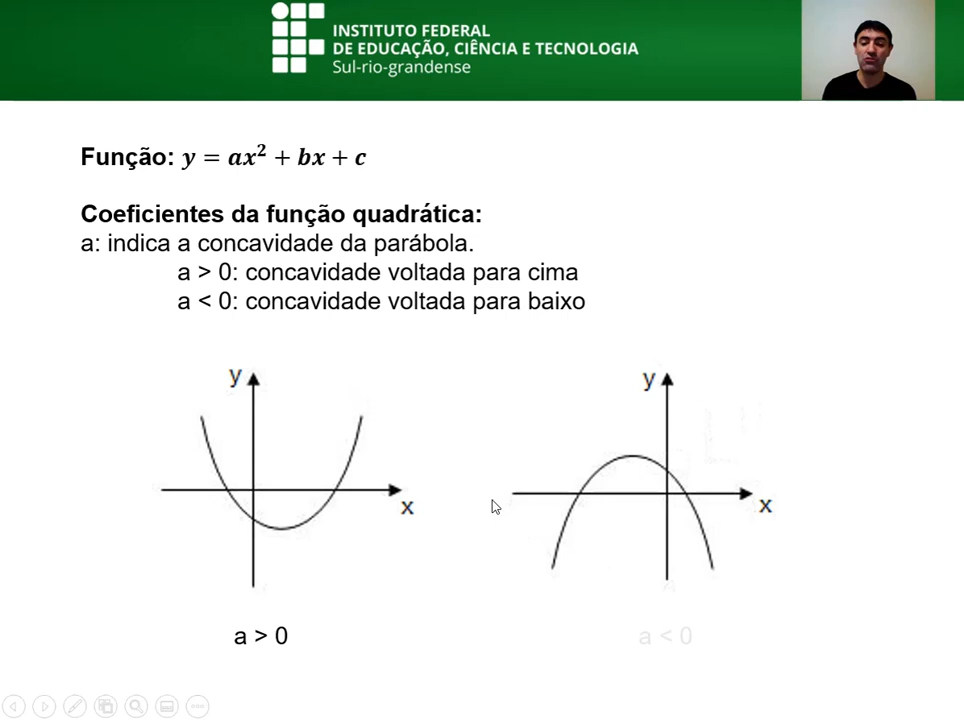 INSTITUTO FEDERAL
DE EDUCAÇÃO, CIÊNCIA E TECNOLOGIA
Sul-rio-grandense
Função: y = ax² + bx + c
Coeficientes da função quadrática:
a: indica a concavidade da parábola.
a > 0: concavidade voltada para cima
a < 0: concavidade voltada para baixo
y
x
y
x
a > 0
a < 0